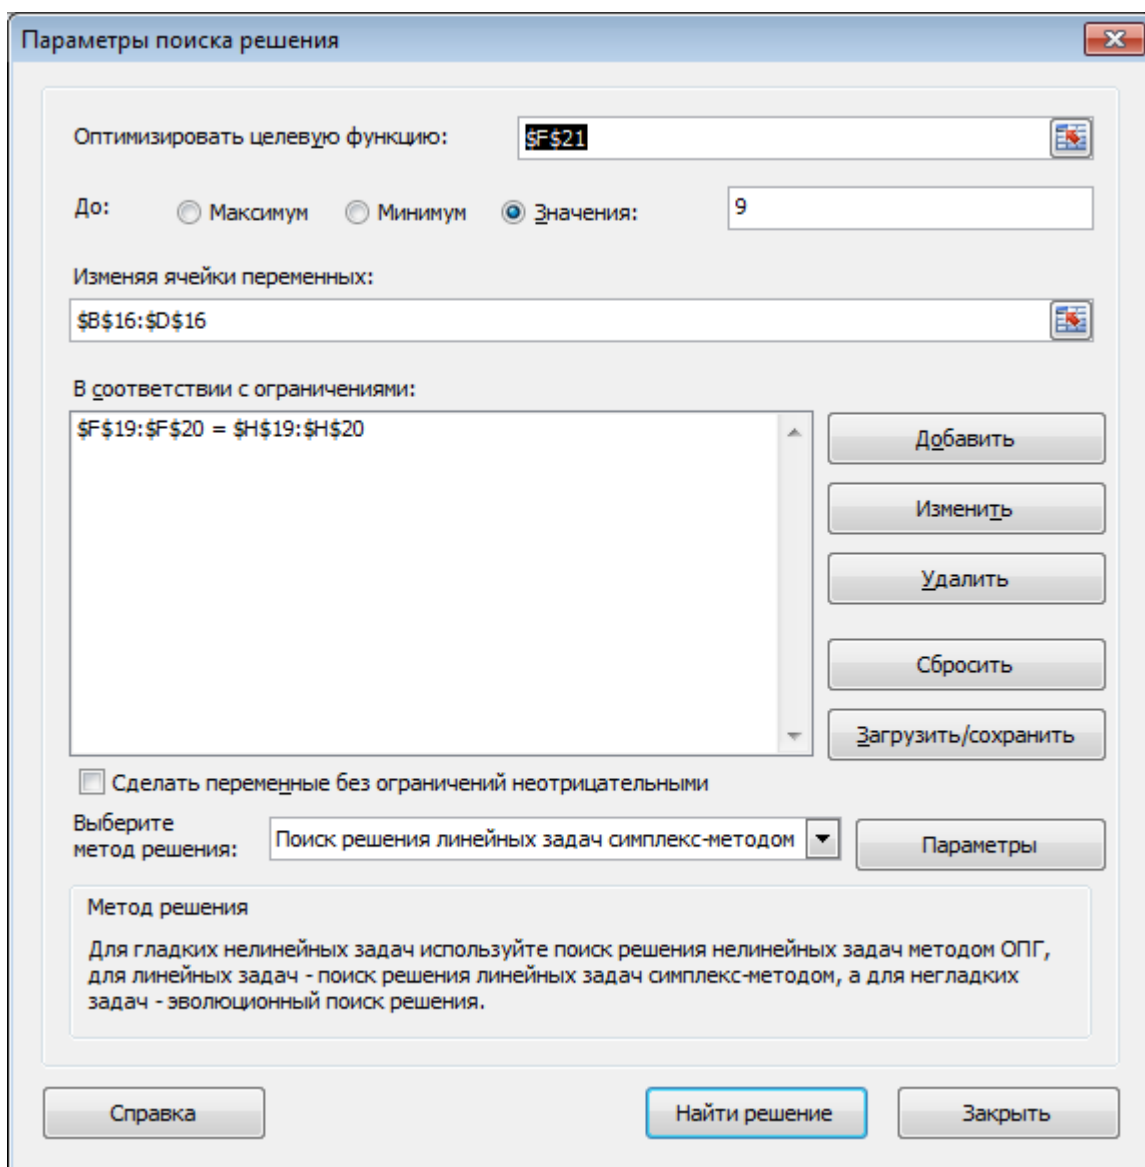 Параметры поиска решения
Оптимизировать целевую функцию: $F$21
До: Максимум Минимум Значения: 9
Изменяя ячейки переменных:
$B$16:$D$16
В соответствии с ограничениями:
$F$19:$F$20 = $H$19:$H$20
Добавить
Изменить
Удалить
Сбросить
Загрузить/сохранить
Сделать переменные без ограничений неотрицательными
Выберите
метод решения:
Поиск решения линейных задач симплекс-методом
Параметры
Метод решения
Для гладких нелинейных задач используйте поиск решения нелинейных задач методом ОПГ,
для линейных задач - поиск решения линейных задач симплекс-методом, а для негладких
задач - эволюционный поиск решения.
Справка
Найти решение
Закрыть